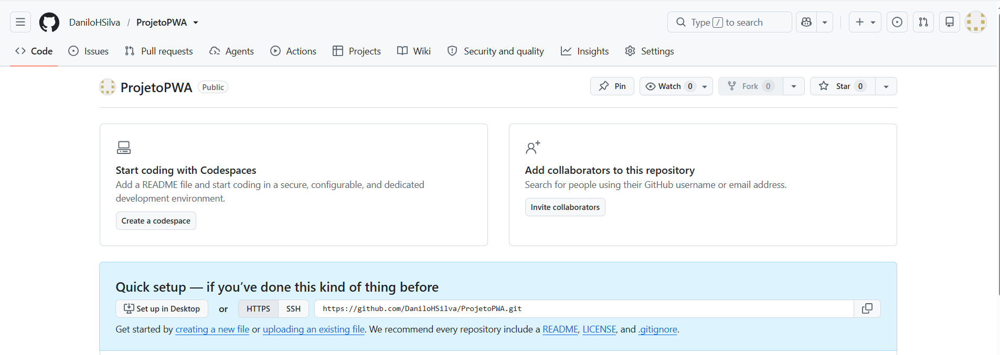 DaniloHSilva / ProjetoPWA
Type / to search
Code Issues Pull requests Agents Actions Projects Wiki Security and quality Insights Settings
ProjetoPWA Public
Pin Watch 0 Fork 0 Star 0
Start coding with Codespaces
Add a README file and start coding in a secure, configurable, and dedicated
development environment.
Create a codespace
Add collaborators to this repository
Search for people using their GitHub username or email address.
Invite collaborators
Quick setup — if you’ve done this kind of thing before
Set up in Desktop or HTTPS SSH https://github.com/DaniloHSilva/ProjetoPWA.git
Get started by creating a new file or uploading an existing file. We recommend every repository include a README, LICENSE, and .gitignore.